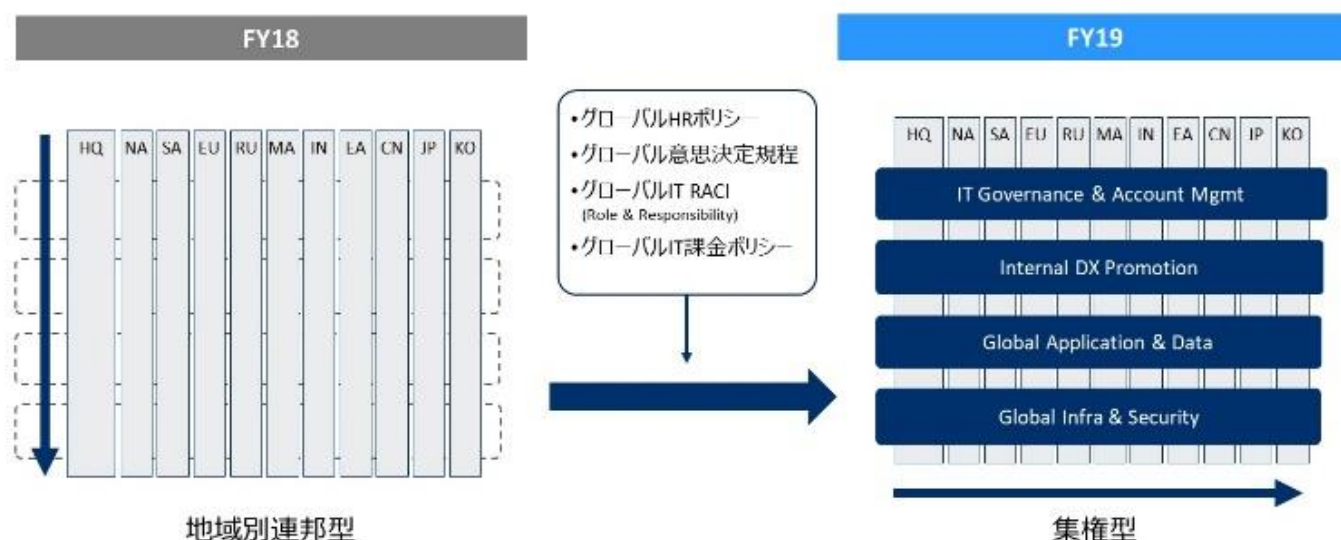 FY18
HQ NA SA EU RU MA IN EA CN JP KO
地域別連邦型
•グローバルHRポリシー
•グローバル意思決定規程
•グローバルIT RACI
(Role & Responsibility)
•グローバルIT課金ポリシー
FY19
HQ NA SA EU RU MA IN EA CN JP KO
IT Governance & Account Mgmt
Internal DX Promotion
Global Application & Data
Global Infra & Security
集権型